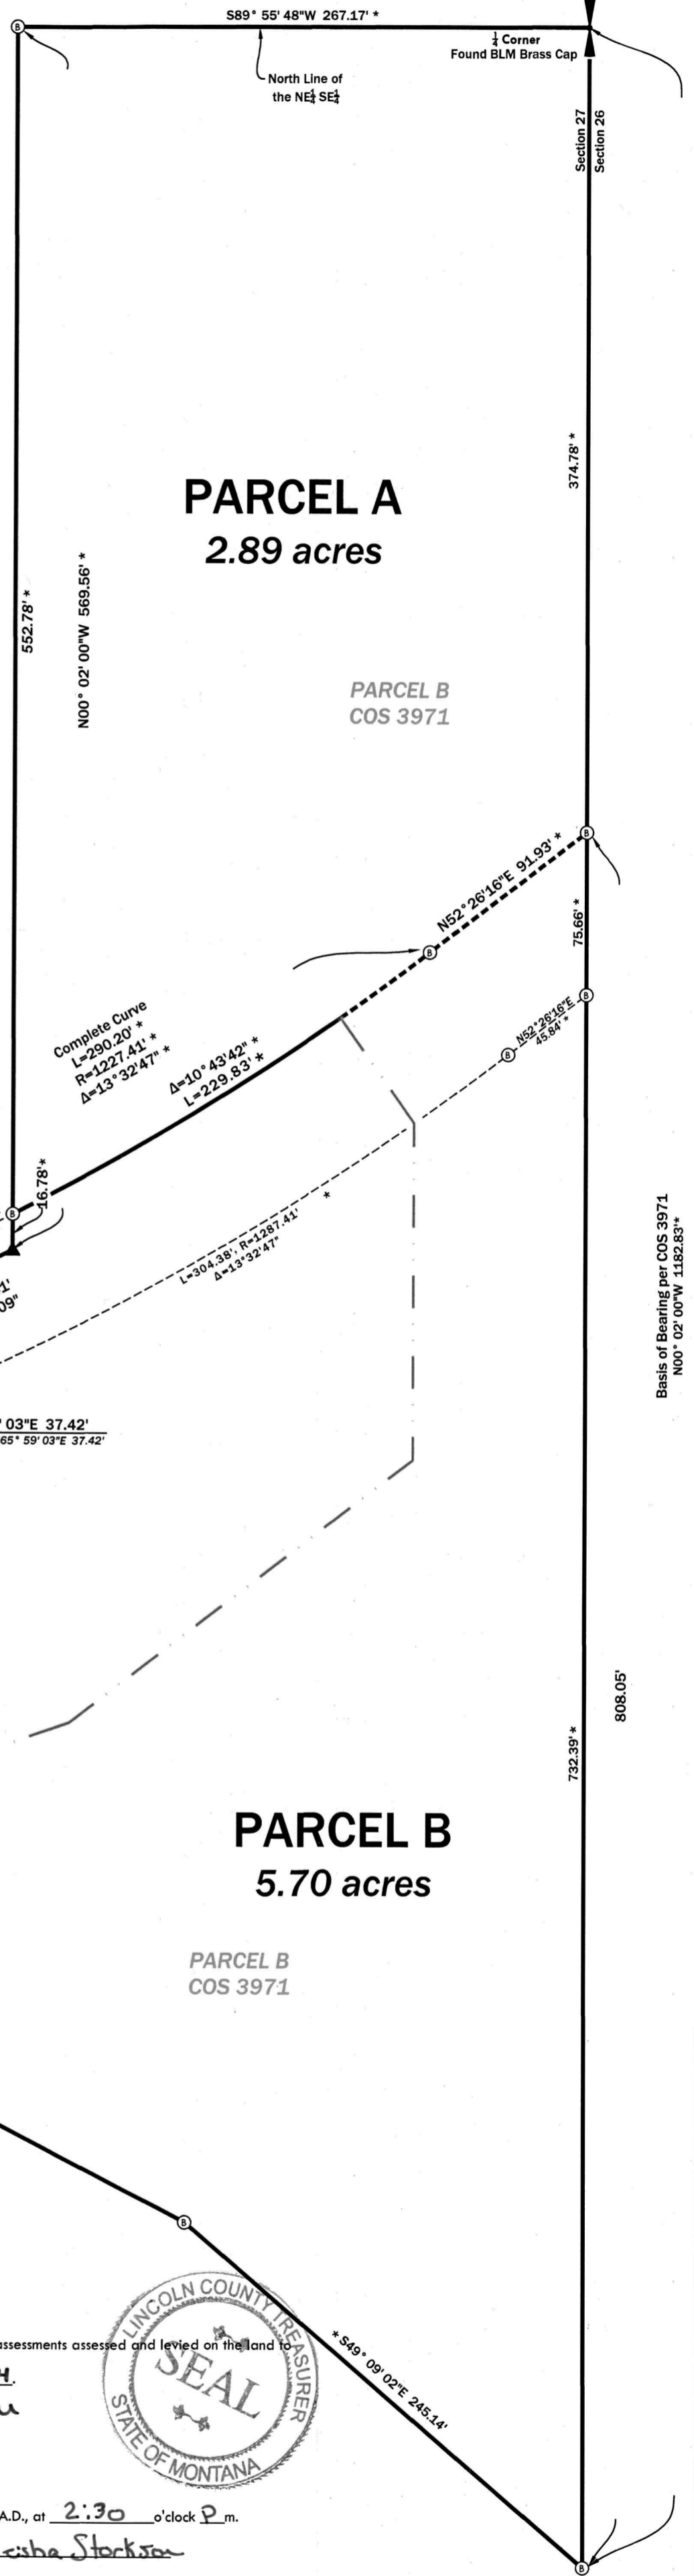 S89° 55' 48"W 267.17' *
B
¼ Corner
Found BLM Brass Cap
North Line of
the NE¼ SE¼
Section 27
Section 26
374.78' *
PARCEL A
2.89 acres
552.78' *
N00° 02' 00"W 569.56' *
PARCEL B
COS 3971
B
N52°26'16"E 91.93' *
75.66' *
B
B
N52°26'16"E
45.84' *
B
Complete Curve
L=290.20' *
R=1227.41' *
Δ=13°32'47" *
Δ=10°43'42" *
L=229.83' *
16.78'*
B
L=304.38', R=1287.41'
Δ=13°32'47"
*
1'
09"
Basis of Bearing per COS 3971
N00° 02' 00"W 1182.83'*
' 03"E 37.42'
65° 59' 03"E 37.42'
808.05'
732.39' *
PARCEL B
5.70 acres
PARCEL B
COS 3971
B
LINCOLN COUNTY TREASURER
SEAL
STATE OF MONTANA
assessments assessed and levied on the land to
* S49° 09' 02"E 245.14'
A.D., at 2:30 o'clock P m.
Stockson
B